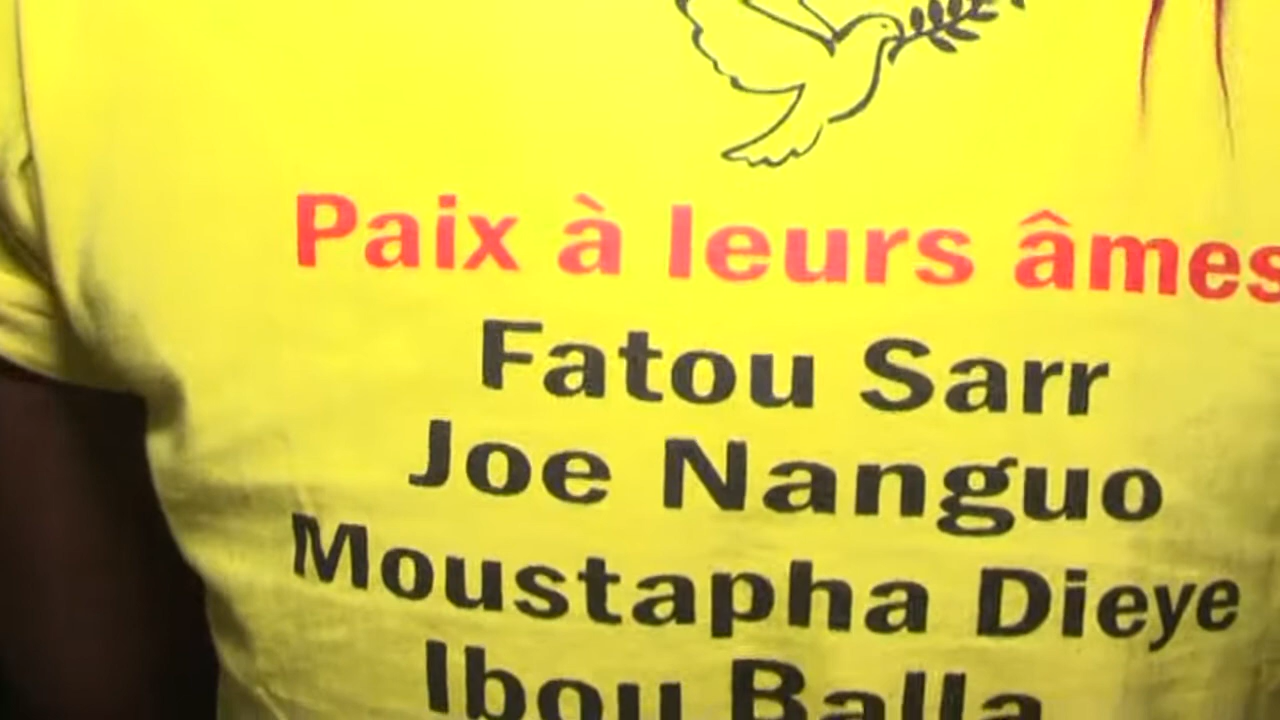 Paix à leurs âmes
Fatou Sarr
Joe Nanguo
Moustapha Dieye
Ibou Balla